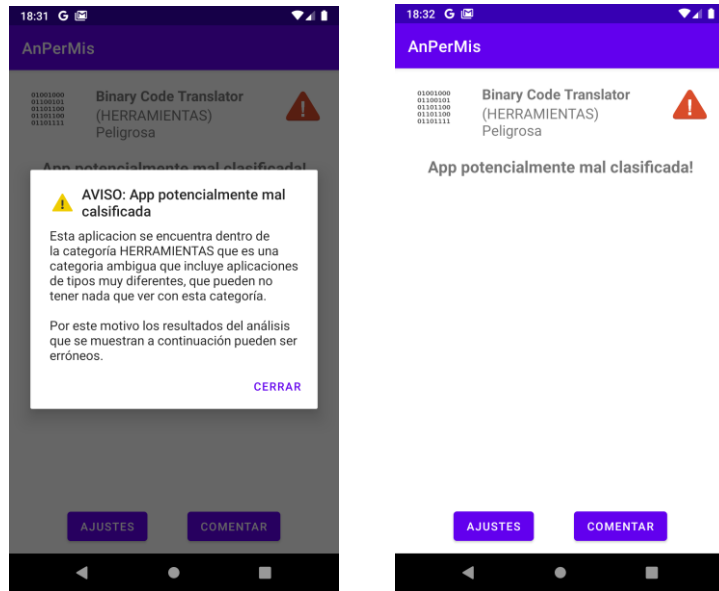 18:31 G
AnPerMis
01001000
01100101
01101100
01101100
01101111
Binary Code Translator
(HERRAMIENTAS)
Peligrosa
App potencialmente mal clasificada!
AVISO: App potencialmente mal
calsificada
Esta aplicacion se encuentra dentro de
la categoría HERRAMIENTAS que es una
categoria ambigua que incluye aplicaciones
de tipos muy diferentes, que pueden no
tener nada que ver con esta categoría.
Por este motivo los resultados del análisis
que se muestran a continuación pueden ser
erróneos.
CERRAR
AJUSTES
COMENTAR
18:32 G
AnPerMis
01001000
01100101
01101100
01101100
01101111
Binary Code Translator
(HERRAMIENTAS)
Peligrosa
App potencialmente mal clasificada!
AJUSTES
COMENTAR